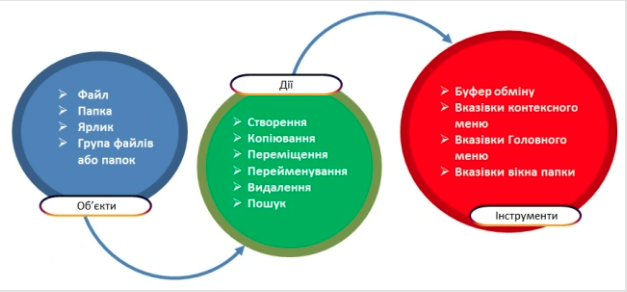 Файл
Папка
Ярлик
Група файлів
або папок
Об'єкти
Дії
Створення
Копіювання
Переміщення
Перейменування
Видалення
Пошук
Буфер обміну
Вказівки контексного
меню
Вказівки Головного
меню
Вказівки вікна папки
Інструменти